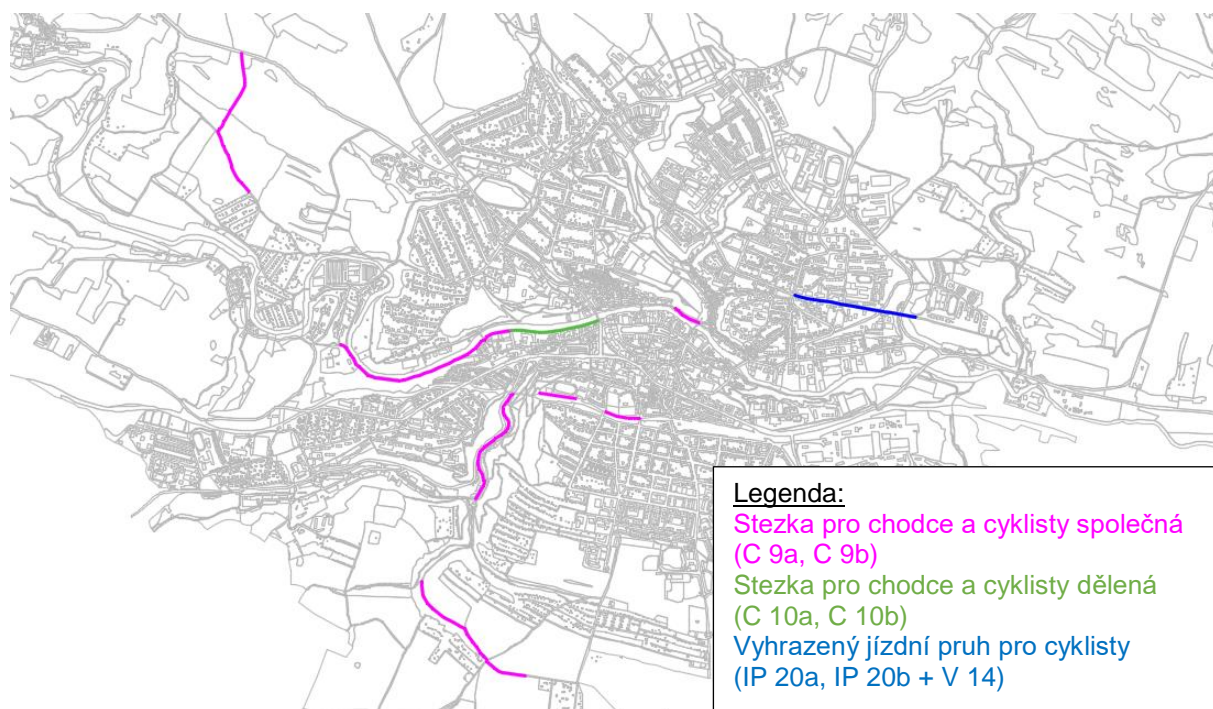 Legenda:
Stezka pro chodce a cyklisty společná
(C 9a, C 9b)
Stezka pro chodce a cyklisty dělená
(C 10a, C 10b)
Vyhrazený jízdní pruh pro cyklisty
(IP 20a, IP 20b + V 14)